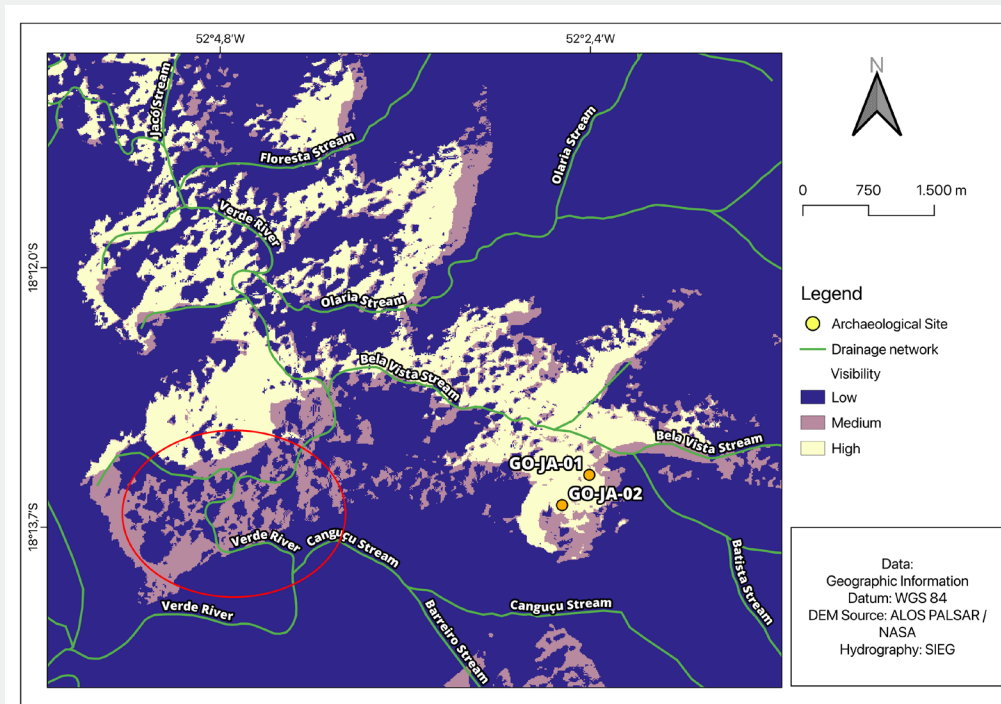 52°4,8'W
52°2,4'W
N
0 750 1.500 m
18°12,0'S
18°13,7'S
Jacó Stream
Floresta Stream
Olaria Stream
Verde River
Olaria Stream
Bela Vista Stream
Bela Vista Stream
GO-JA-01
GO-JA-02
Verde River
Canguçu Stream
Verde River
Barreiro Stream
Canguçu Stream
Batista Stream
Legend
Archaeological Site
Drainage network
Visibility
Low
Medium
High
Data:
Geographic Information
Datum: WGS 84
DEM Source: ALOS PALSAR /
NASA
Hydrography: SIEG